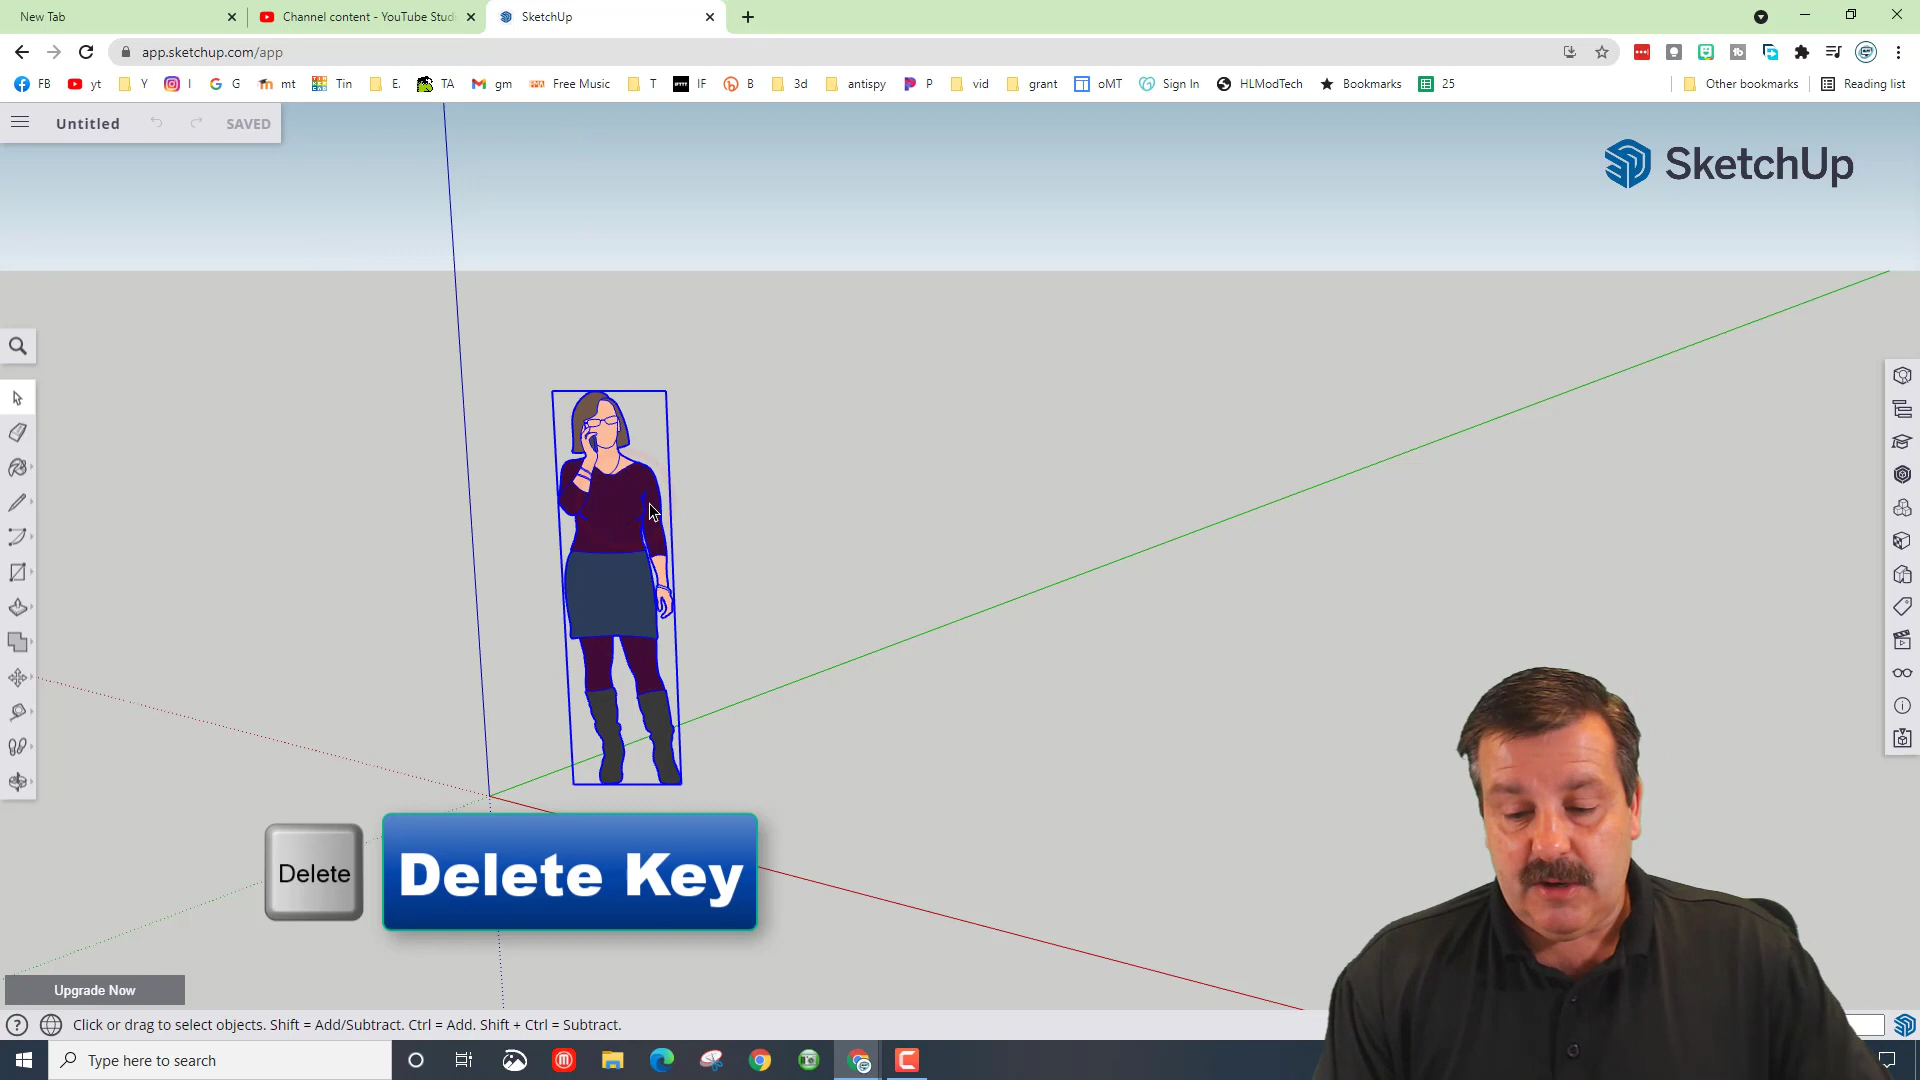 New Tab
Channel content - YouTube Studi
SketchUp
app.sketchup.com/app
FB yt Y I G mt Tin E. TA gm Free Music T IF B 3d antispy P vid grant oMT Sign In HLModTech Bookmarks 25 Other bookmarks Reading list
Untitled SAVED
SketchUp
Delete
Delete Key
Upgrade Now
Click or drag to select objects. Shift = Add/Subtract. Ctrl = Add. Shift + Ctrl = Subtract.
Type here to search